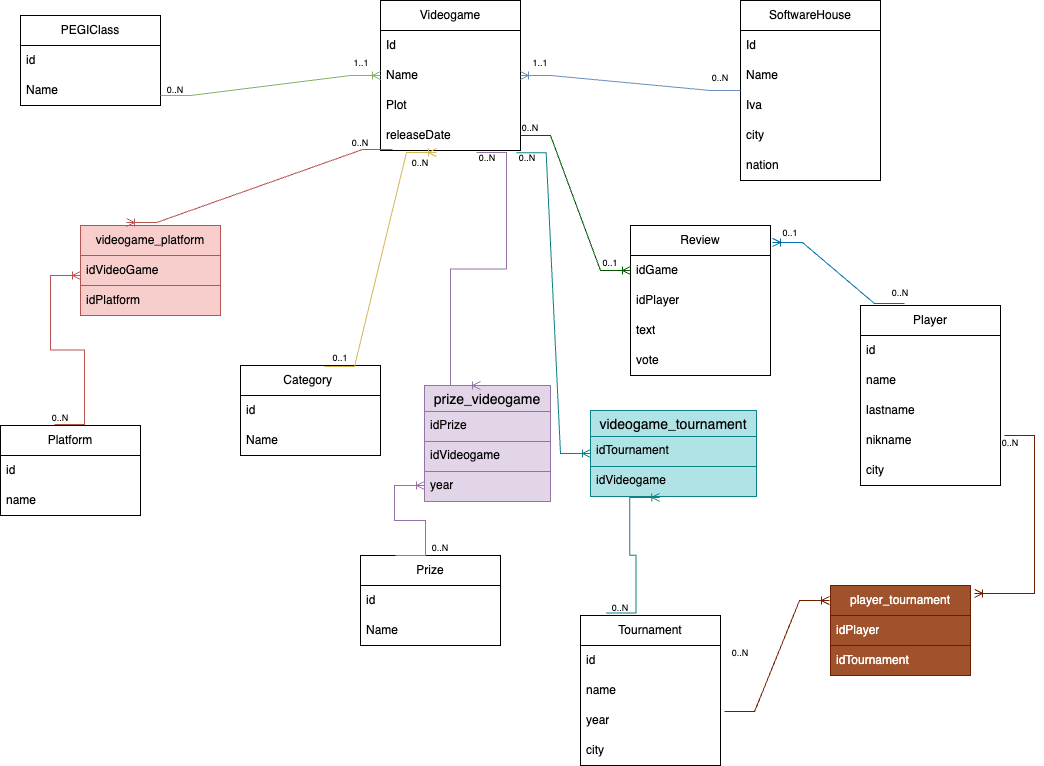 PEGIClass
id
Name
0..N
1..1
Videogame
Id
Name
Plot
releaseDate
1..1
0..N
SoftwareHouse
Id
Name
Iva
city
nation
0..N
0..N
0..N
0..N
0..N
videogame_platform
idVideoGame
idPlatform
0..N
Platform
id
name
0..1
Category
id
Name
prize_videogame
idPrize
idVideogame
year
0..N
Prize
id
Name
0..1
Review
idGame
idPlayer
text
vote
0..1
0..N
Player
id
name
lastname
nikname
city
0..N
videogame_tournament
idTournament
idVideogame
0..N
Tournament
id
name
year
city
0..N
player_tournament
idPlayer
idTournament